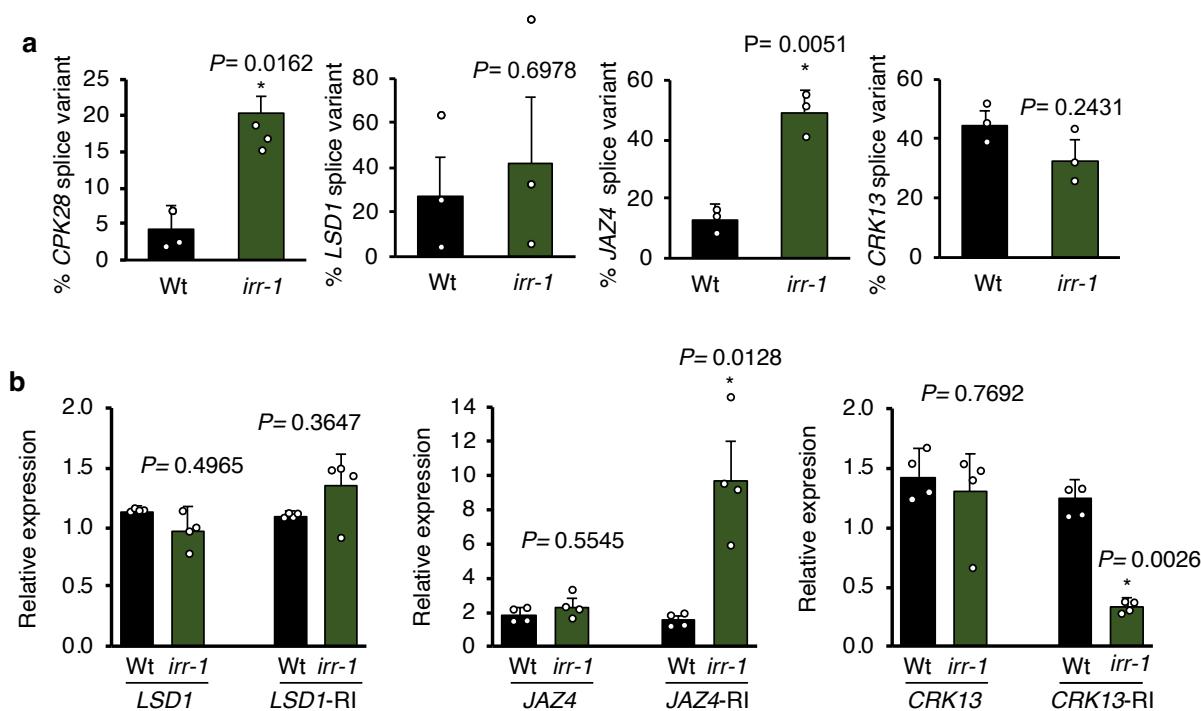 a
% CPK28 splice variant
25
20
15
10
5
0
P= 0.0162
*
Wt irr-1
% LSD1 splice variant
80
60
40
20
0
P= 0.6978
Wt irr-1
% JAZ4 splice variant
60
40
20
0
P= 0.0051
*
Wt irr-1
% CRK13 splice variant
60
40
20
0
P= 0.2431
Wt irr-1
b
Relative expression
2.0
1.5
1.0
0.5
0.0
P= 0.4965
P= 0.3647
Wt irr-1 Wt irr-1
LSD1 LSD1-RI
Relative expression
14
12
10
8
6
4
2
0
P= 0.5545
P= 0.0128
*
Wt irr-1 Wt irr-1
JAZ4 JAZ4-RI
Relative expression
2.0
1.5
1.0
0.5
0.0
P= 0.7692
P= 0.0026
*
Wt irr-1 Wt irr-1
CRK13 CRK13-RI